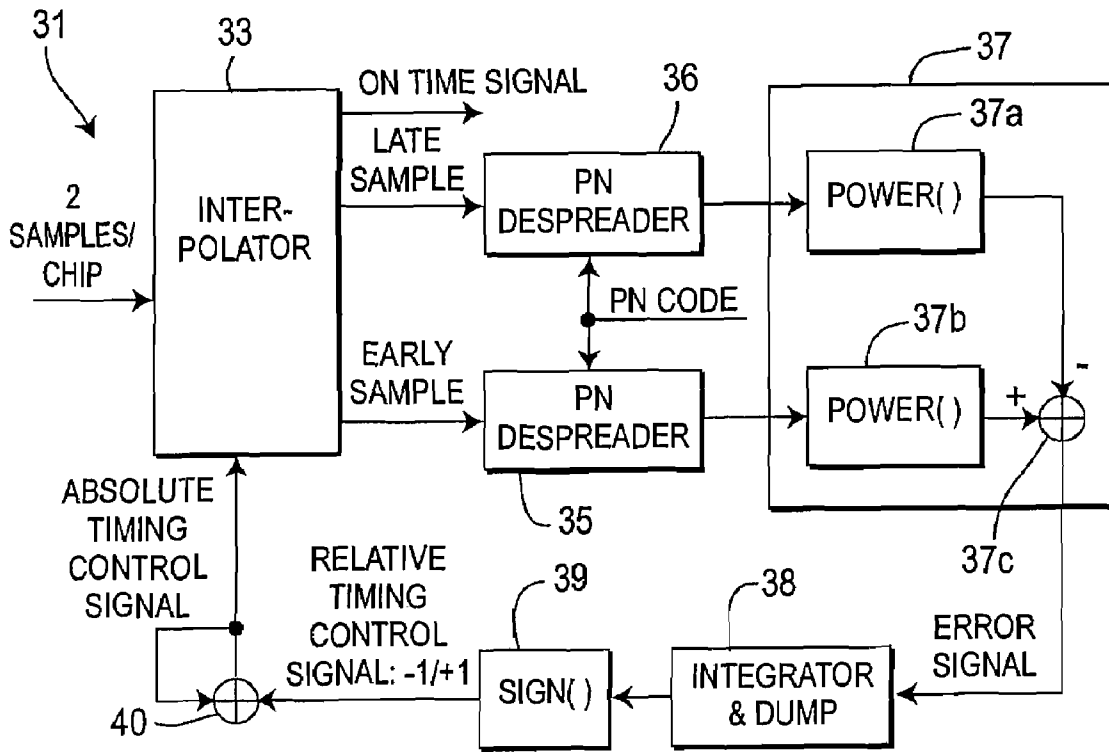 31
33
ON TIME SIGNAL
LATE
SAMPLE
36
37
37a
PN
DESPREADER
POWER( )
2
SAMPLES/
CHIP
INTER-
POLATOR
PN CODE
37b
EARLY
SAMPLE
PN
DESPREADER
POWER( )
-
+
35
37c
ABSOLUTE
TIMING
CONTROL
SIGNAL
RELATIVE
TIMING
CONTROL
SIGNAL: -1/+1
39
SIGN( )
38
INTEGRATOR
& DUMP
ERROR
SIGNAL
40